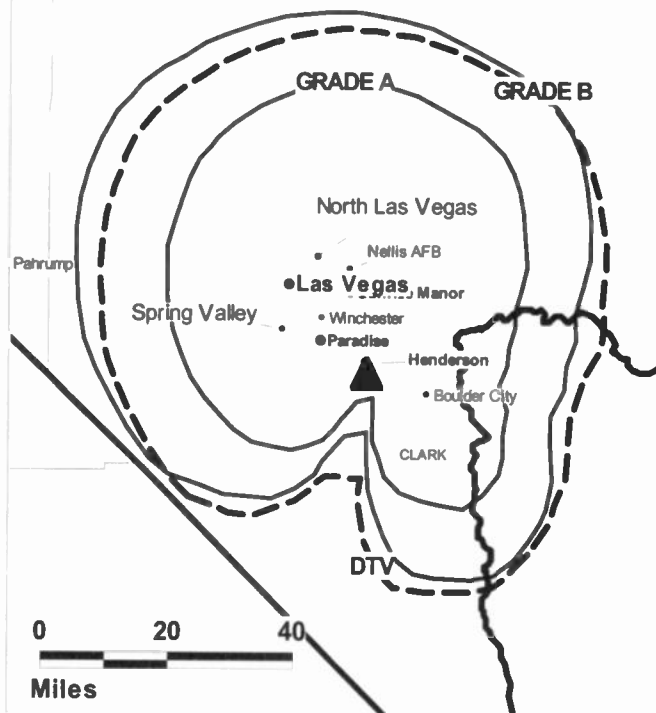 GRADE A
GRADE B
North Las Vegas
Nellis AFB
Pahrump
Las Vegas
Manor
Spring Valley
Winchester
Paradise
Henderson
Boulder City
CLARK
DTV
0 20 40
Miles